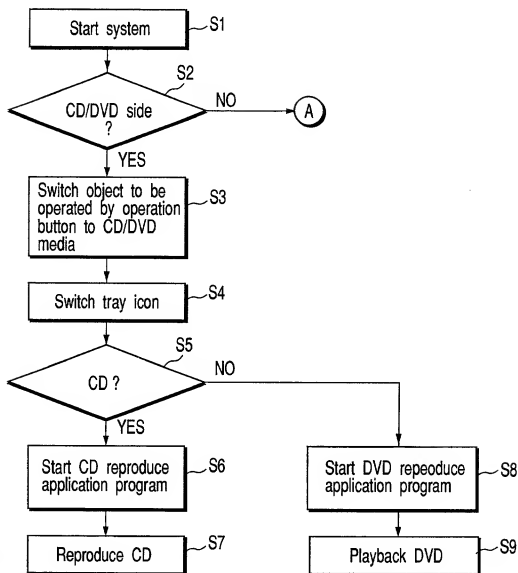 Start system
S1
S2
CD/DVD side
?
NO
A
YES
Switch object to be
operated by operation
button to CD/DVD
media
S3
Switch tray icon
S4
S5
CD ?
NO
YES
Start CD reproduce
application program
S6
Start DVD repeoduce
application program
S8
Reproduce CD
S7
Playback DVD
S9